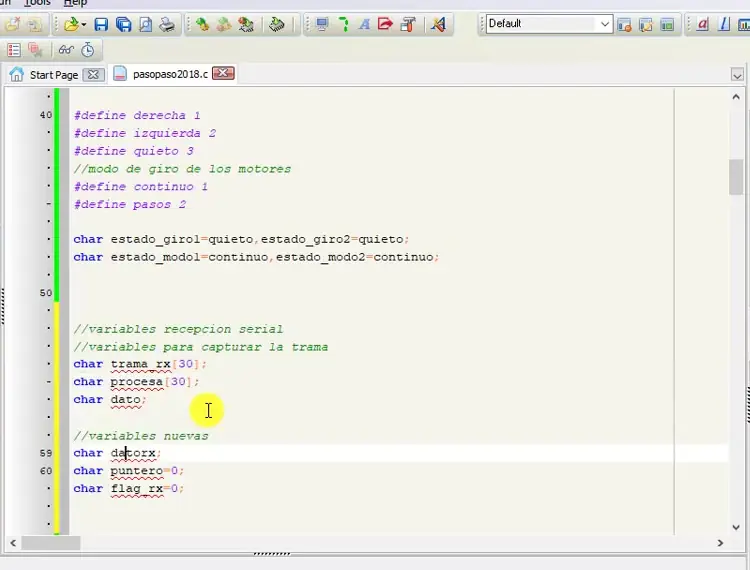 un Tools Help
Default
Start Page pasopaso2018.c
40 #define derecha 1
#define izquierda 2
#define quieto 3
//modo de giro de los motores
#define continuo 1
#define pasos 2
char estado_giro1=quieto,estado_giro2=quieto;
char estado_modo1=continuo,estado_modo2=continuo;
50
//variables recepcion serial
//variables para capturar la trama
char trama_rx[30];
char procesa[30];
char dato;
//variables nuevas
59 char datorx;
60 char puntero=0;
char flag_rx=0;